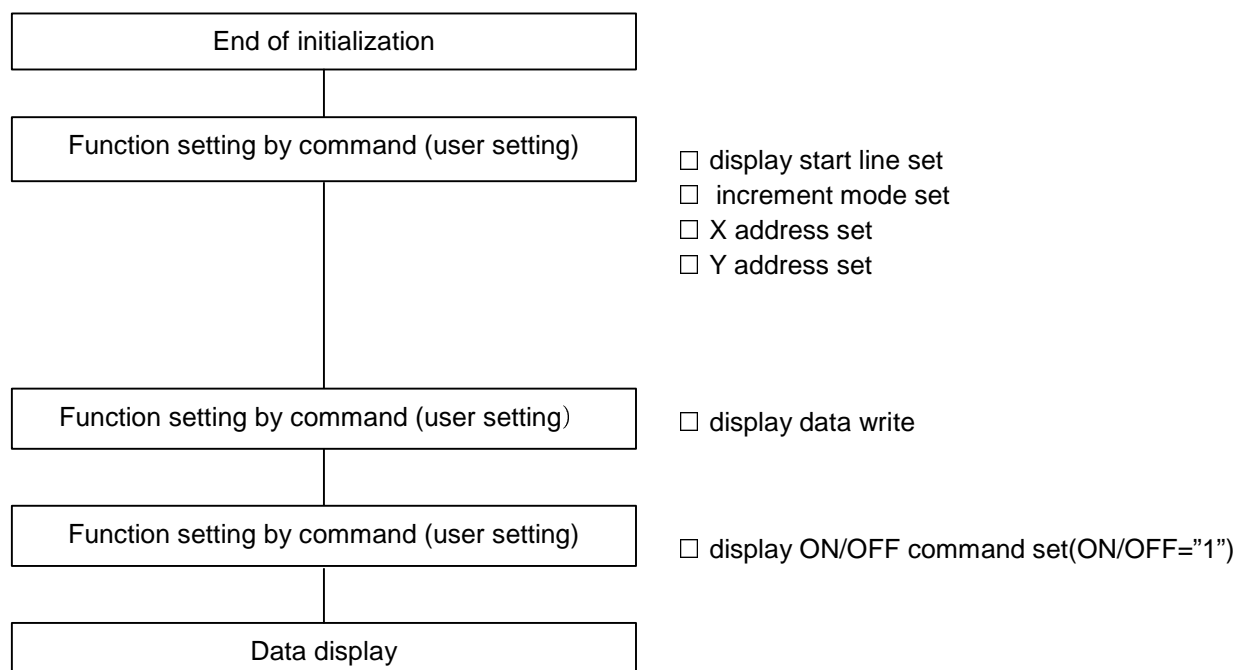 End of initialization
Function setting by command (user setting)
□ display start line set
□ increment mode set
□ X address set
□ Y address set
Function setting by command (user setting）
□ display data write
Function setting by command (user setting)
□ display ON/OFF command set(ON/OFF=”1”)
Data display